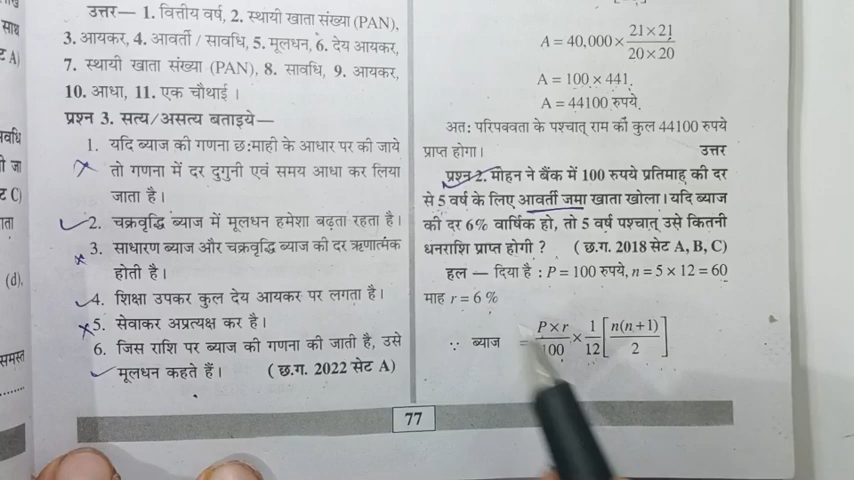 साथ
ट A)
वधि
ी जा
ट C)
ाता
(d),
समस्त
उत्तर— 1. वित्तीय वर्ष, 2. स्थायी खाता संख्या (PAN),
3. आयकर, 4. आवर्ती / सावधि, 5. मूलधन, 6. देय आयकर,
7. स्थायी खाता संख्या (PAN), 8. सावधि, 9. आयकर,
10. आधा, 11. एक चौथाई ।
प्रश्न 3. सत्य/असत्य बताइये—
1. यदि ब्याज की गणना छ:माही के आधार पर की जाये
तो गणना में दर दुगुनी एवं समय आधा कर लिया
जाता है।
2. चक्रवृद्धि ब्याज में मूलधन हमेशा बढ़ता रहता है।
3. साधारण ब्याज और चक्रवृद्धि ब्याज की दर ऋणात्मक
होती है।
4. शिक्षा उपकर कुल देय आयकर पर लगता है।
5. सेवाकर अप्रत्यक्ष कर है।
6. जिस राशि पर ब्याज की गणना की जाती है, उसे
मूलधन कहते हैं। (छ.ग. 2022 सेट A)
A = 40,000 × 21 × 21 / 20 × 20
A = 100 × 441
A = 44100 रुपये.
अत: परिपक्वता के पश्चात् राम को कुल 44100 रुपये
प्राप्त होगा। उत्तर
प्रश्न 2. मोहन ने बैंक में 100 रुपये प्रतिमाह की दर
से 5 वर्ष के लिए आवर्ती जमा खाता खोला। यदि ब्याज
की दर 6% वार्षिक हो, तो 5 वर्ष पश्चात् उसे कितनी
धनराशि प्राप्त होगी ? (छ.ग. 2018 सेट A, B, C)
हल — दिया है : P = 100 रुपये, n = 5 × 12 = 60
माह r = 6 %
∵ ब्याज = P × r / 100 × 1 / 12 [ n(n+1) / 2 ]
77